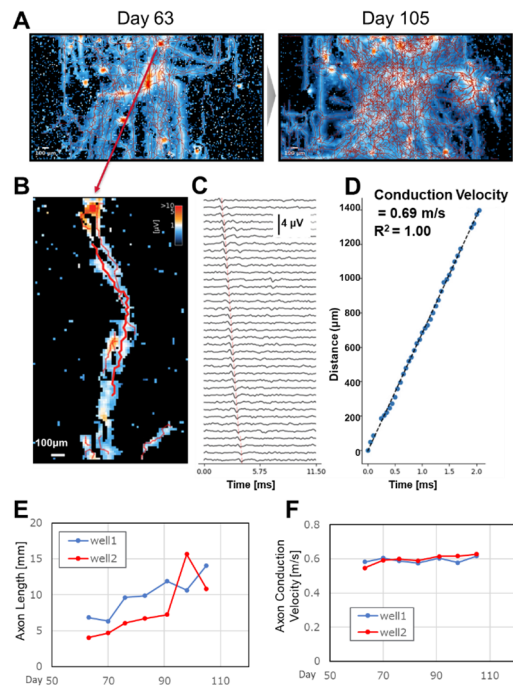 Day 63
Day 105
A
100 µm
100 µm
B
>10
[µV]
1
100µm
C
4 µV
0.00
5.75
11.50
Time [ms]
D
Conduction Velocity
= 0.69 m/s
R² = 1.00
1400
1200
1000
800
600
400
200
0
Distance (µm)
0.0
0.5
1.0
1.5
2.0
Time [ms]
E
20
15
10
5
0
Axon Length [mm]
well1
well2
Day
50
70
90
110
F
0.8
0.6
0.4
0.2
0
Axon Conduction
Velocity [m/s]
well1
well2
Day
50
70
90
110